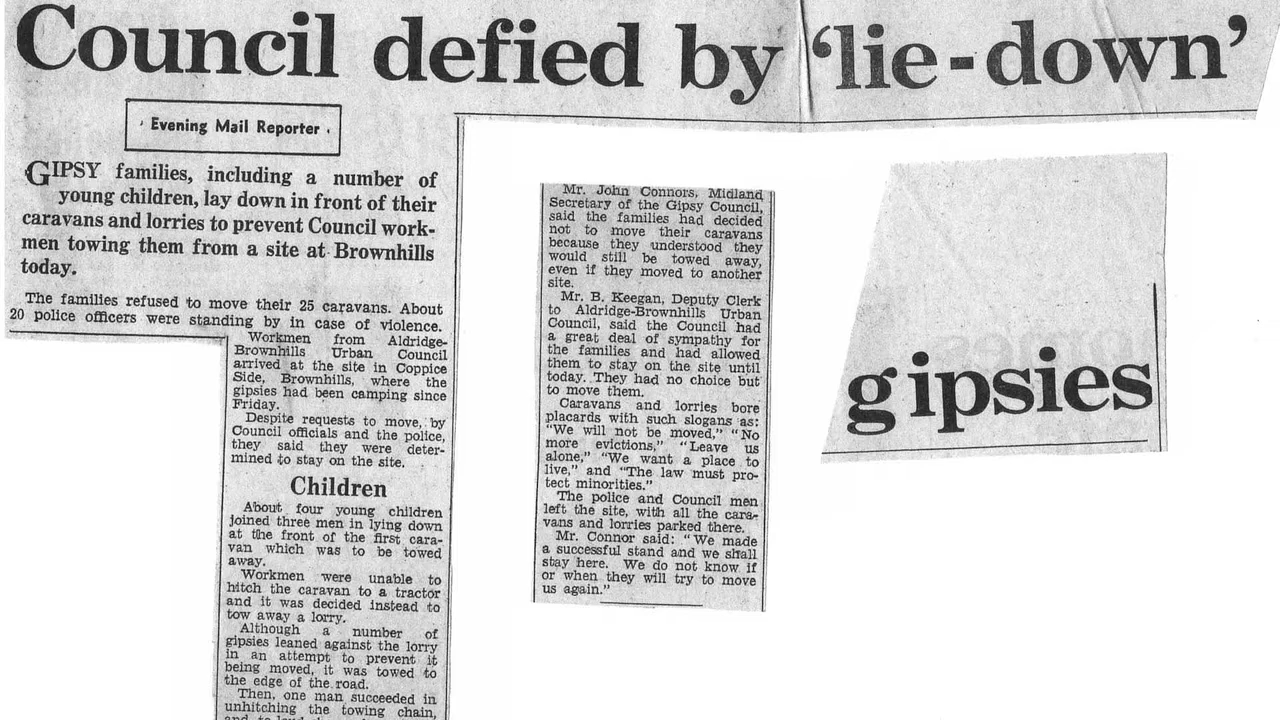 Council defied by ‘lie-down’
gipsies
Evening Mail Reporter
GIPSY families, including a number of
young children, lay down in front of their
caravans and lorries to prevent Council work-
men towing them from a site at Brownhills
today.
The families refused to move their 25 caravans. About
20 police officers were standing by in case of violence.
Workmen from Aldridge-
Brownhills Urban Council
arrived at the site in Coppice
Side, Brownhills, where the
gipsies had been camping since
Friday.
Despite requests to move, by
Council officials and the police,
they said they were deter-
mined to stay on the site.
Children
About four young children
joined three men in lying down
at the front of the first cara-
van which was to be towed
away.
Workmen were unable to
hitch the caravan to a tractor
and it was decided instead to
tow away a lorry.
Although a number of
gipsies leaned against the lorry
in an attempt to prevent it
being moved, it was towed to
the edge of the road.
Then, one man succeeded in
unhitching the towing chain,
Mr. John Connors, Midland
Secretary of the Gipsy Council,
said the families had decided
not to move their caravans
because they understood they
would still be towed away,
even if they moved to another
site.
Mr. B. Keegan, Deputy Clerk
to Aldridge-Brownhills Urban
Council, said the Council had
a great deal of sympathy for
the families and had allowed
them to stay on the site until
today. They had no choice but
to move them.
Caravans and lorries bore
placards with such slogans as:
“We will not be moved,” “No
more evictions,” “Leave us
alone,” “We want a place to
live,” and “The law must pro-
tect minorities.”
The police and Council men
left the site, with all the cara-
vans and lorries parked there.
Mr. Connor said: “We made
a successful stand and we shall
stay here. We do not know if
or when they will try to move
us again.”